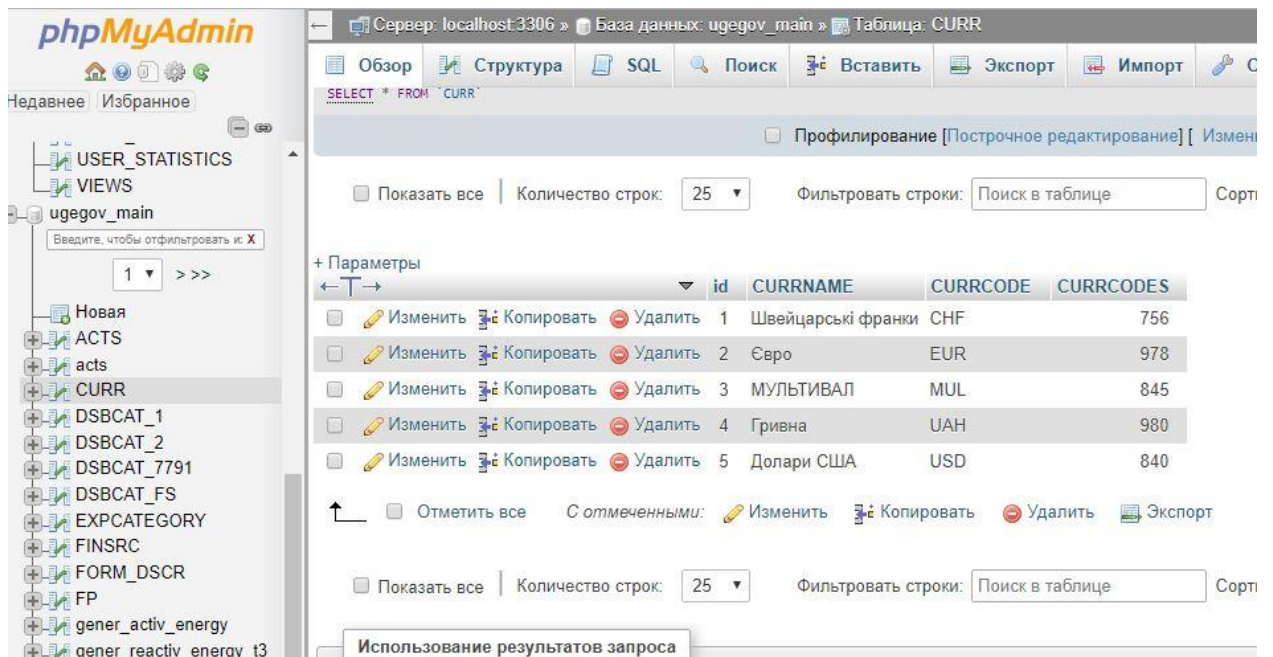 phpMyAdmin
Недавнее Избранное
USER_STATISTICS
VIEWS
ugegov_main
Введите, чтобы отфильтровать и: X
1 > >>
Новая
ACTS
acts
CURR
DSBCAT_1
DSBCAT_2
DSBCAT_7791
DSBCAT_FS
EXPCATEGORY
FINSRC
FORM_DSCR
FP
gener_activ_energy
gener_reactiv_energy_t3
← Сервер: localhost:3306 » База данных: ugegov_main » Таблица: CURR
Обзор Структура SQL Поиск Вставить Экспорт Импорт
SELECT * FROM `CURR`
Профилирование [Построчное редактирование] [ Измени
Показать все Количество строк: 25 Фильтровать строки: Поиск в таблице Сорти
+ Параметры
←T→ id CURRNAME CURRCODE CURRCODES
Изменить Копировать Удалить 1 Швейцарські франки CHF 756
Изменить Копировать Удалить 2 Євро EUR 978
Изменить Копировать Удалить 3 МУЛЬТИВАЛ MUL 845
Изменить Копировать Удалить 4 Гривна UAH 980
Изменить Копировать Удалить 5 Долари США USD 840
Отметить все С отмеченными: Изменить Копировать Удалить Экспорт
Показать все Количество строк: 25 Фильтровать строки: Поиск в таблице Сорти
Использование результатов запроса